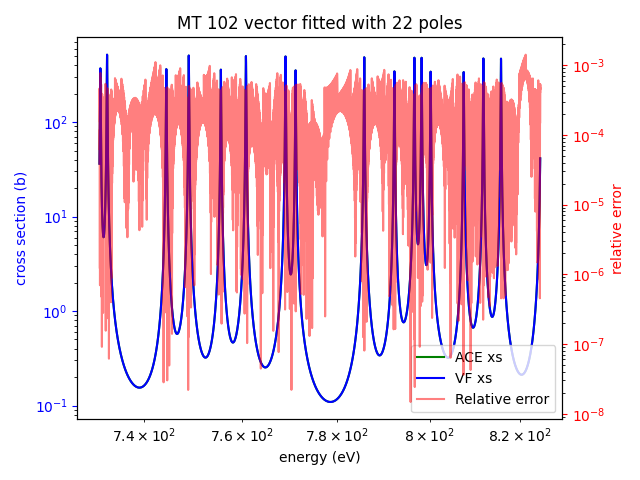 MT 102 vector fitted with 22 poles
10²
10¹
10⁰
10⁻¹
cross section (b)
10⁻³
10⁻⁴
10⁻⁵
10⁻⁶
10⁻⁷
10⁻⁸
relative error
ACE xs
VF xs
Relative error
7.4 × 10² 7.6 × 10² 7.8 × 10² 8 × 10² 8.2 × 10²
energy (eV)